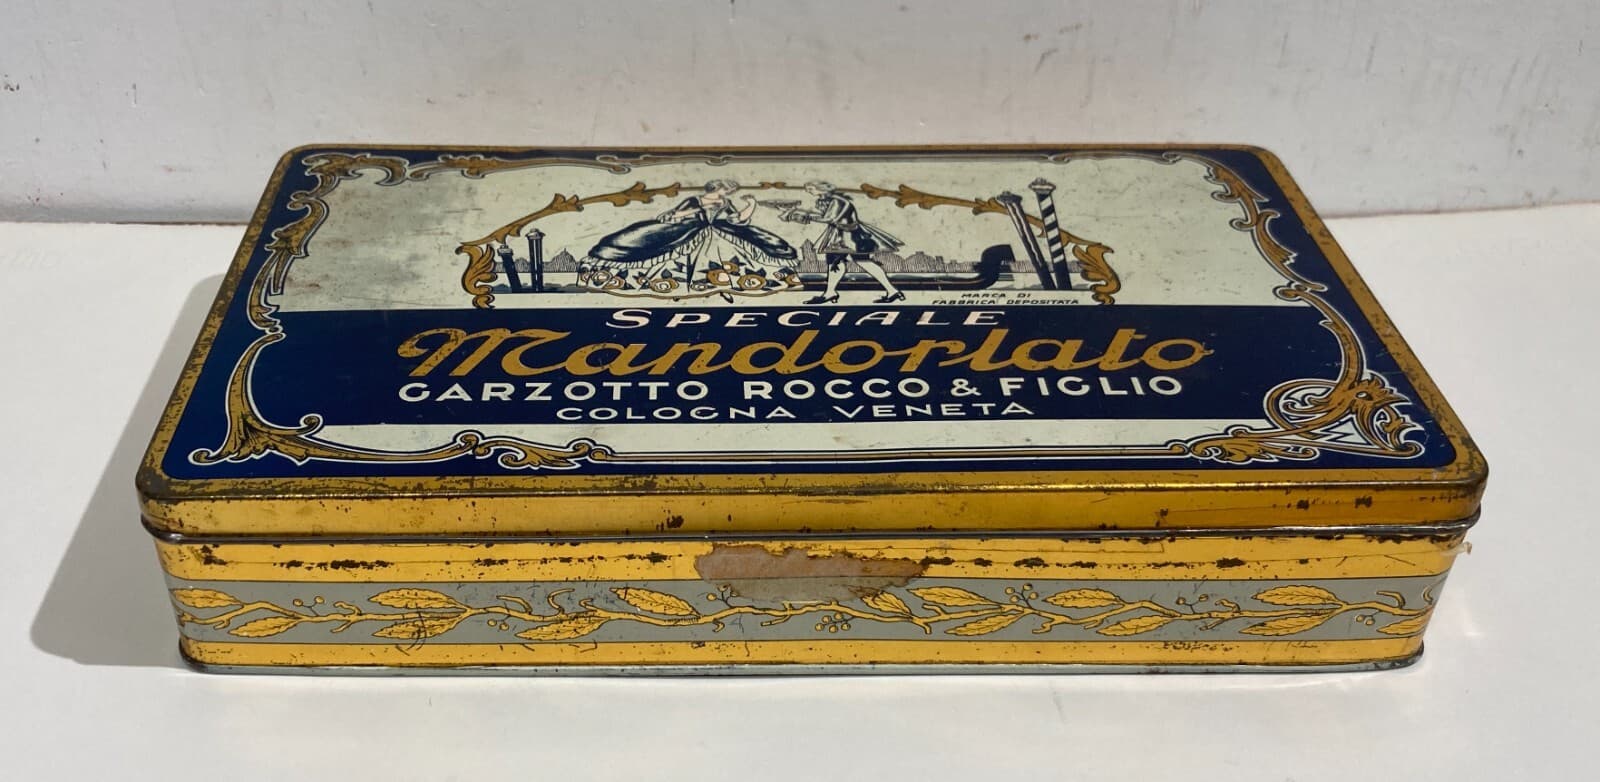 MARCA DI
FABBRICA DEPOSITATA
SPECIALE
Mandorlato
GARZOTTO ROCCO & FIGLIO
COLOGNA VENETA